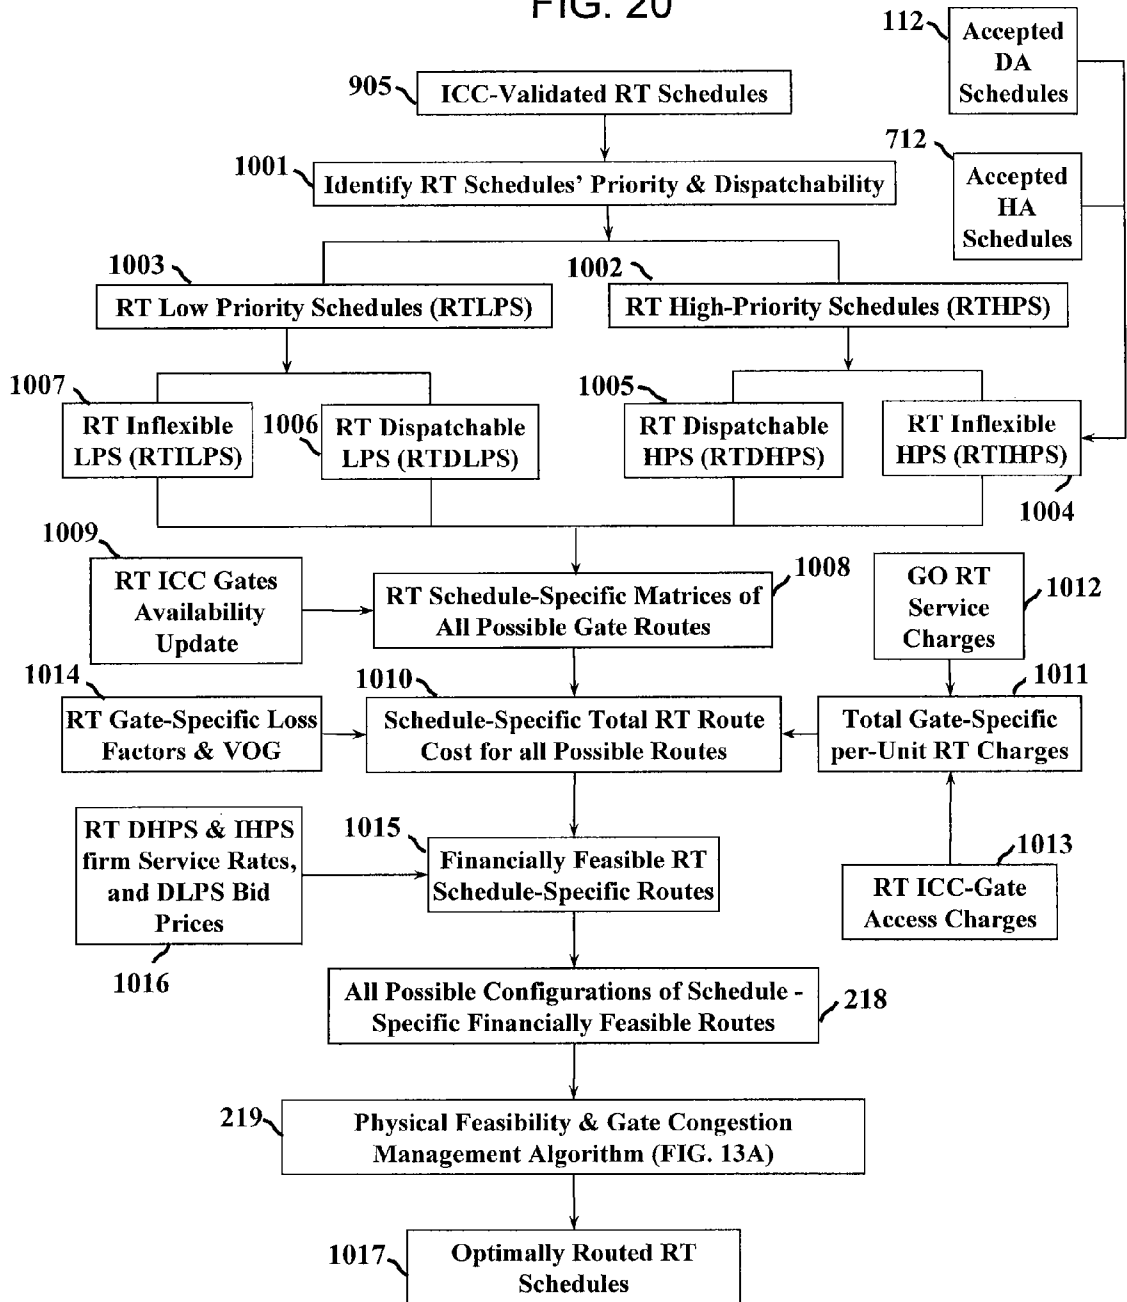 FIG. 20
112
Accepted
DA
Schedules
905
ICC-Validated RT Schedules
712
Accepted
HA
Schedules
1001
Identify RT Schedules’ Priority & Dispatchability
1003
RT Low Priority Schedules (RTLPS)
1002
RT High-Priority Schedules (RTHPS)
1007
RT Inflexible
LPS (RTILPS)
1006
RT Dispatchable
LPS (RTDLPS)
1005
RT Dispatchable
HPS (RTDHPS)
RT Inflexible
HPS (RTIHPS)
1004
1009
RT ICC Gates
Availability
Update
1008
RT Schedule-Specific Matrices of
All Possible Gate Routes
GO RT
Service
Charges
1012
1014
RT Gate-Specific Loss
Factors & VOG
1010
Schedule-Specific Total RT Route
Cost for all Possible Routes
1011
Total Gate-Specific
per-Unit RT Charges
RT DHPS & IHPS
firm Service Rates,
and DLPS Bid
Prices
1016
1015
Financially Feasible RT
Schedule-Specific Routes
1013
RT ICC-Gate
Access Charges
All Possible Configurations of Schedule -
Specific Financially Feasible Routes
218
219
Physical Feasibility & Gate Congestion
Management Algorithm (FIG. 13A)
1017
Optimally Routed RT
Schedules